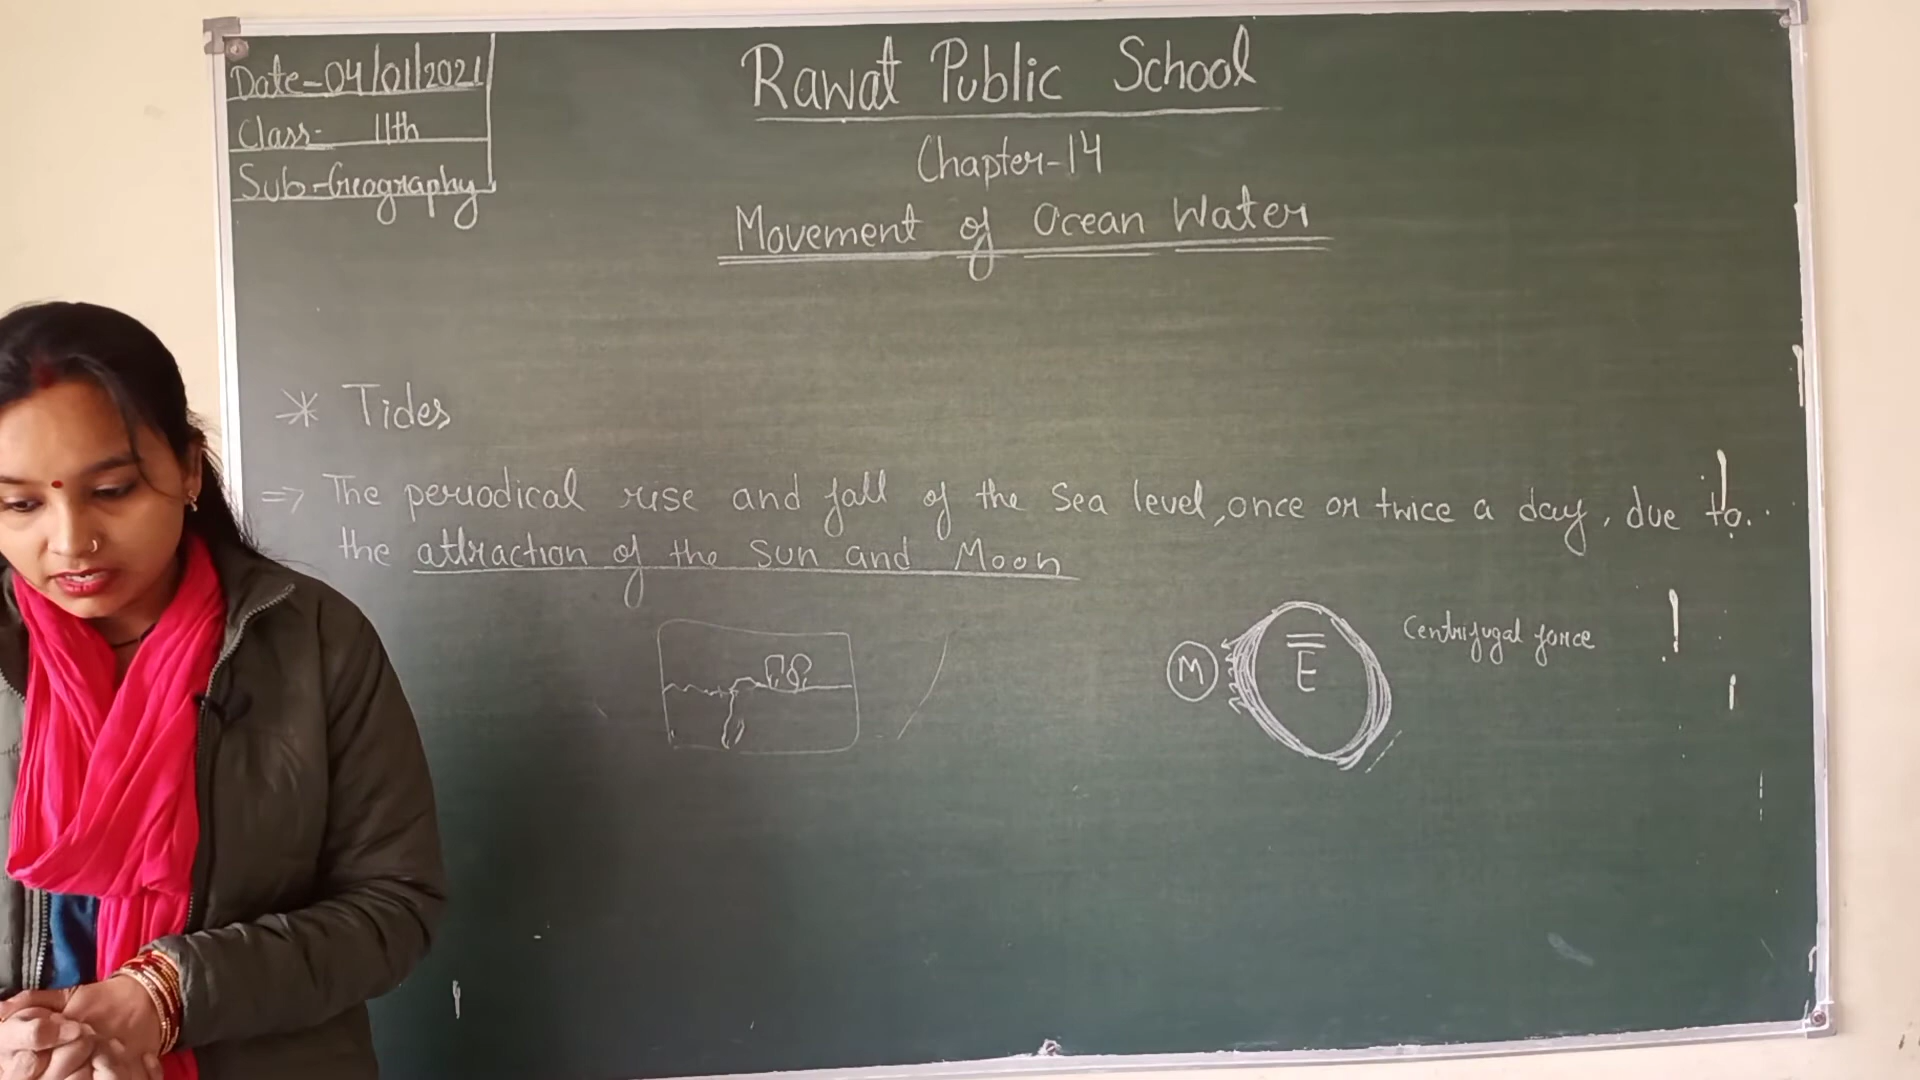 Date-04/01/2021
Class- 11th
Sub-Geography
Rawat Public School
Chapter-14
Movement of Ocean Water
* Tides
=> The periodical rise and fall of the Sea level, once or twice a day, due to
the attraction of the Sun and Moon
M
E
Centrifugal force